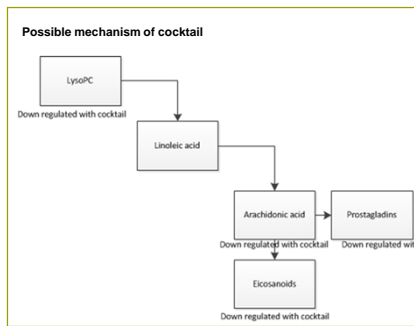 Possible mechanism of cocktail
LysoPC
Down regulated with cocktail
Linoleic acid
Arachidonic acid
Prostagladins
Down regulated with cocktail
Down regulated wit
Eicosanoids
Down regulated with cocktail